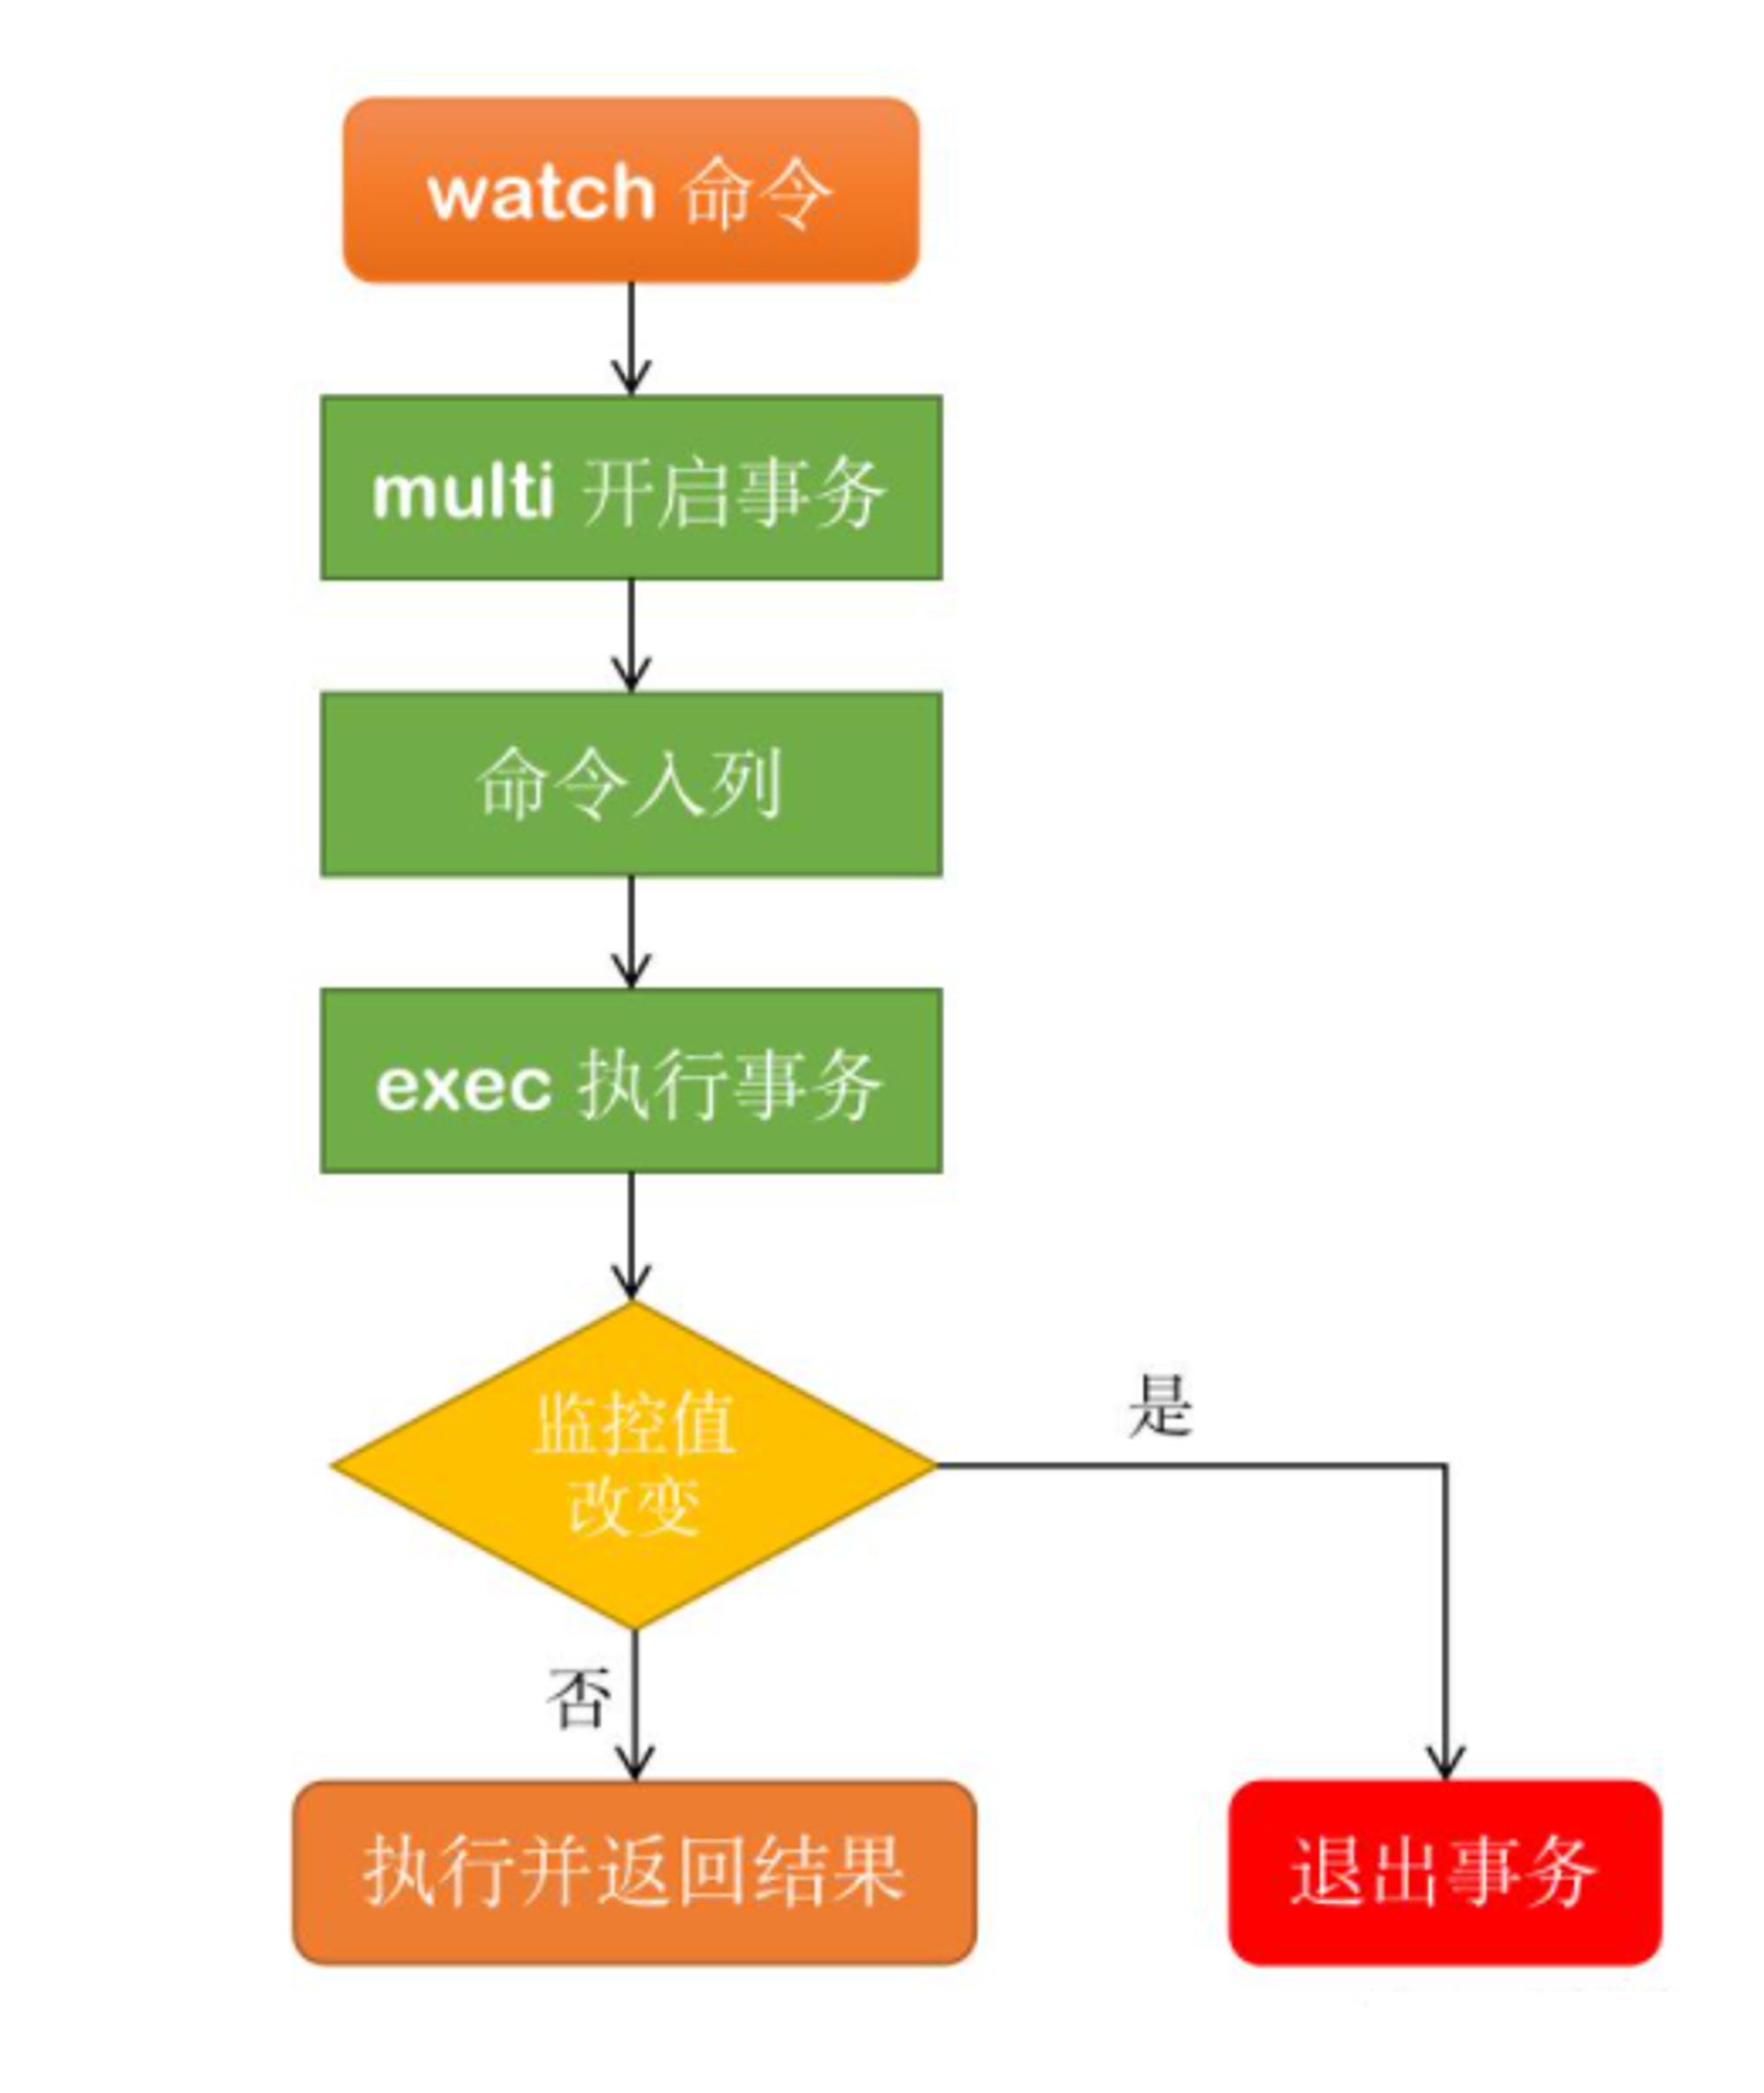 watch 命令
multi 开启事务
命令入列
exec 执行事务
监控值
改变
是
否
执行并返回结果
退出事务